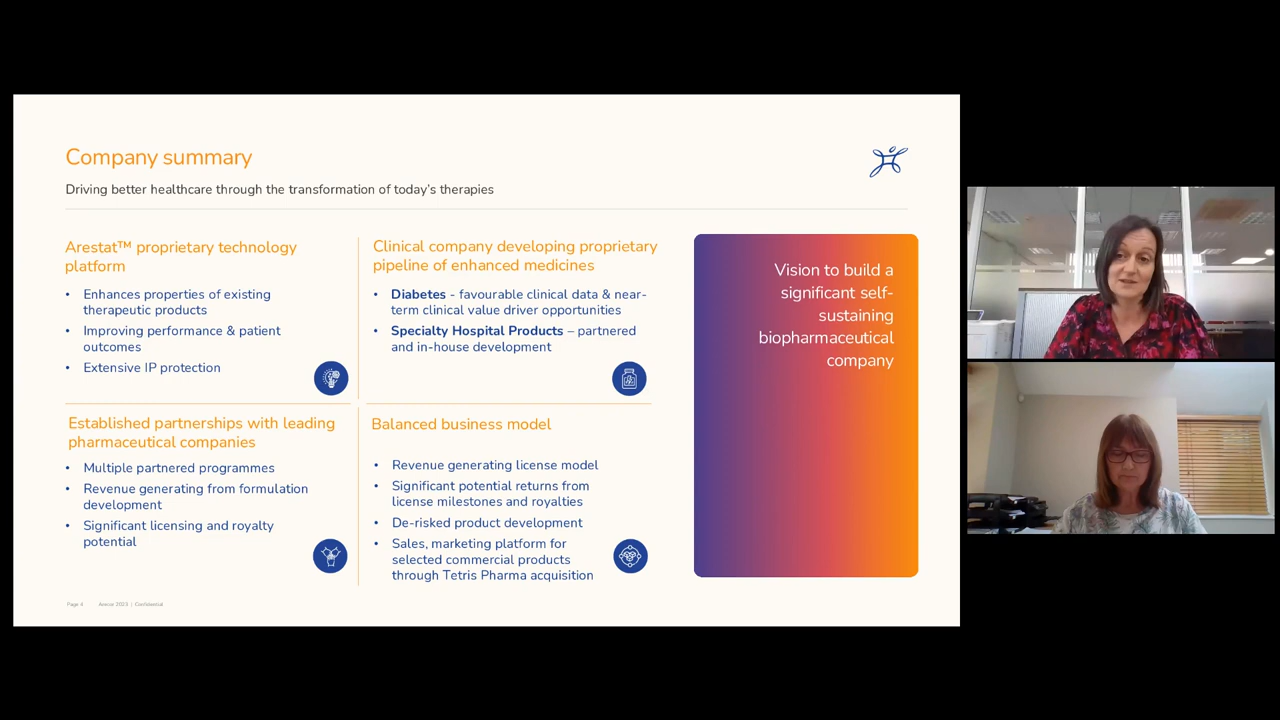 Company summary
Driving better healthcare through the transformation of today's therapies
Arestat™ proprietary technology
platform
• Enhances properties of existing
therapeutic products
• Improving performance & patient
outcomes
• Extensive IP protection
Clinical company developing proprietary
pipeline of enhanced medicines
• Diabetes - favourable clinical data & near-
term clinical value driver opportunities
• Specialty Hospital Products – partnered
and in-house development
Established partnerships with leading
pharmaceutical companies
• Multiple partnered programmes
• Revenue generating from formulation
development
• Significant licensing and royalty
potential
Balanced business model
• Revenue generating license model
• Significant potential returns from
license milestones and royalties
• De-risked product development
• Sales, marketing platform for
selected commercial products
through Tetris Pharma acquisition
Vision to build a
significant self-
sustaining
biopharmaceutical
company
Page 4 Arecor 2023 | Confidential